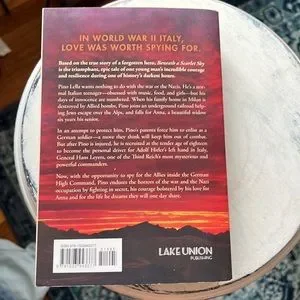 IN WORLD WAR II ITALY,
LOVE WAS WORTH SPYING FOR.
Based on the true story of a forgotten hero, Beneath a Scarlet Sky
is the triumphant, epic tale of one young man's incredible courage
and resilience during one of history's darkest hours.
Pino Lella wants nothing to do with the war or the Nazis. He's a nor-
mal Italian teenager—obsessed with music, food, and girls—but his
days of innocence are numbered. When his family home in Milan is
destroyed by Allied bombs, Pino joins an underground railroad help-
ing Jews escape over the Alps, and falls for Anna, a beautiful widow
six years his senior.
In an attempt to protect him, Pino's parents force him to enlist as a
German soldier—a move they think will keep him out of combat.
But after Pino is injured, he is recruited at the tender age of eighteen
to become the personal driver for Adolf Hitler's left hand in Italy,
General Hans Leyers, one of the Third Reich's most mysterious and
powerful commanders.
Now, with the opportunity to spy for the Allies inside the German
High Command, Pino endures the horrors of the war and the Nazi
occupation by fighting in secret, his courage bolstered by his love for
Anna and for the life he dreams they will one day share.
LAKE UNION
PUBLISHING